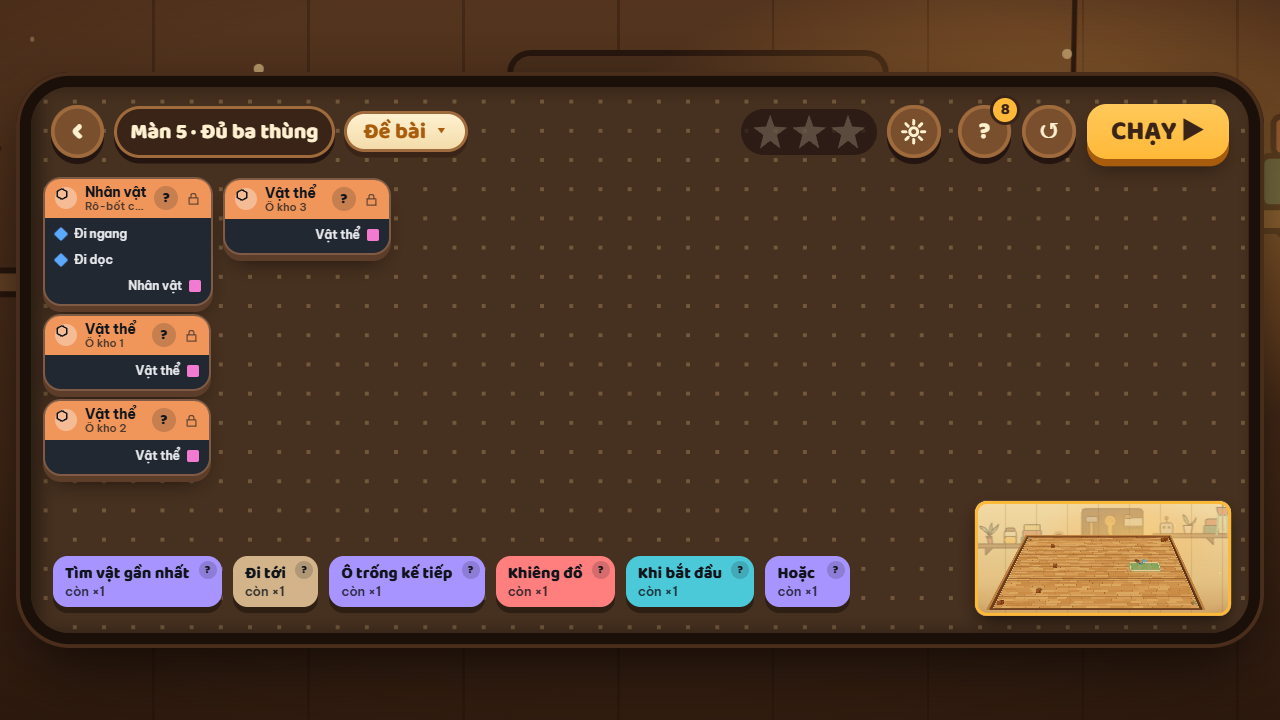 Màn 5 • Đủ ba thùng
Đề bài
?
8
CHẠY
Nhân vật
Rô-bốt c...
?
Đi ngang
Đi dọc
Nhân vật
Vật thể
Ô kho 3
?
Vật thể
Vật thể
Ô kho 1
?
Vật thể
Vật thể
Ô kho 2
?
Vật thể
Tìm vật gần nhất ?
còn ×1
Đi tới ?
còn ×1
Ô trống kế tiếp ?
còn ×1
Khiêng đồ ?
còn ×1
Khi bắt đầu ?
còn ×1
Hoặc ?
còn ×1